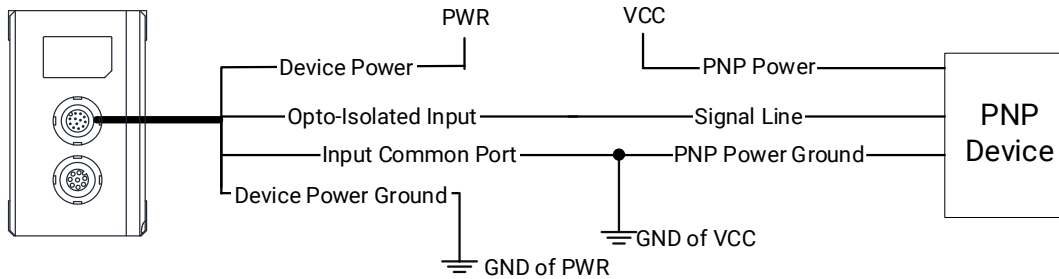 PWR
VCC
Device Power
PNP Power
Opto-Isolated Input
Signal Line
PNP
Device
Input Common Port
PNP Power Ground
Device Power Ground
GND of VCC
GND of PWR